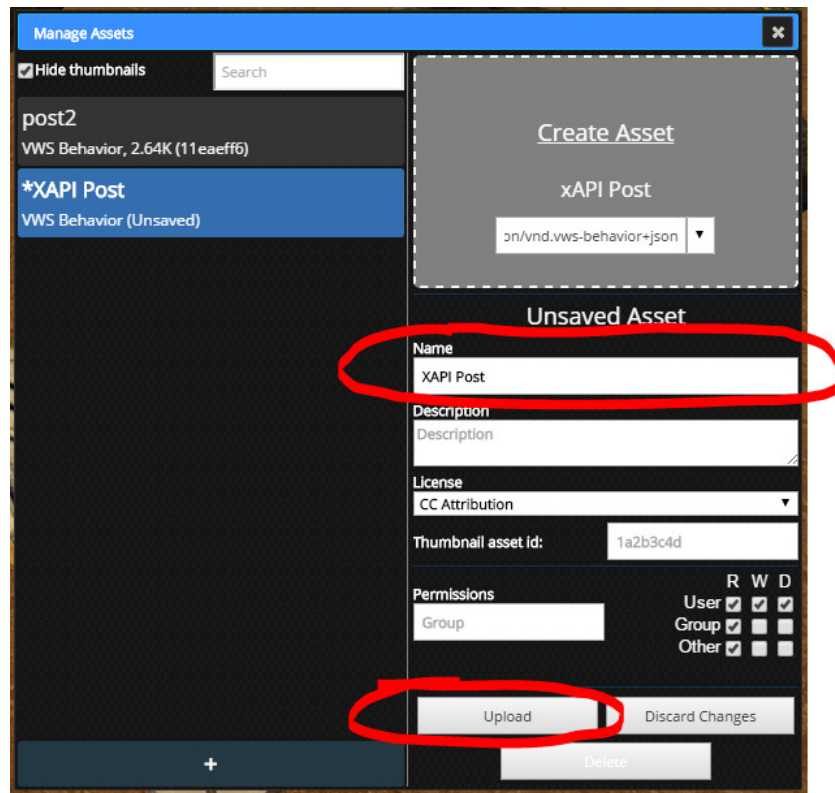 Manage Assets
Hide thumbnails
Search
post2
VWS Behavior, 2.64K (11eaeff6)
*XAPI Post
VWS Behavior (Unsaved)
+
Create Asset
xAPI Post
on/vnd.vws-behavior+json
Unsaved Asset
Name
XAPI Post
Description
Description
License
CC Attribution
Thumbnail asset id:
1a2b3c4d
Permissions
Group
R W D
User
Group
Other
Upload
Discard Changes
Delete